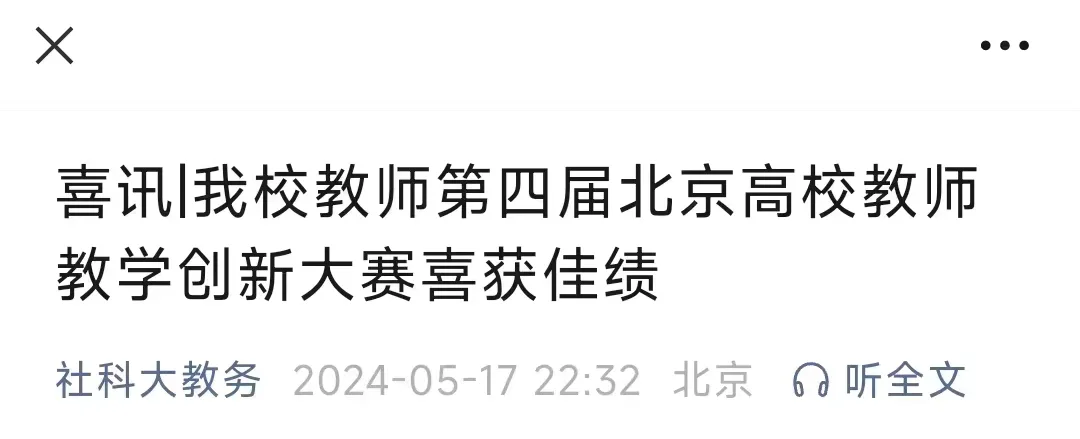 喜讯|我校教师第四届北京高校教师
教学创新大赛喜获佳绩
社科大教务 2024-05-17 22:32 北京 听全文